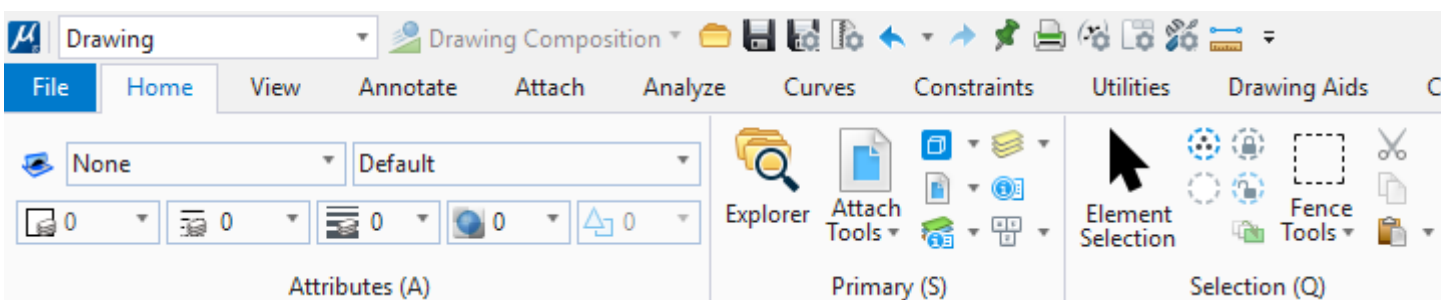 Drawing Drawing Composition
File Home View Annotate Attach Analyze Curves Constraints Utilities Drawing Aids C
None Default
0 0 0 0 0
Explorer Attach Tools Element Selection Fence Tools
Attributes (A) Primary (S) Selection (Q)